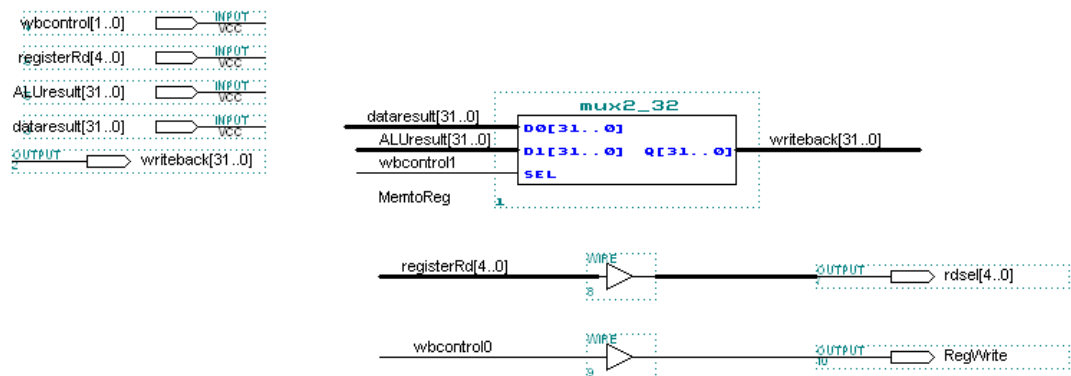 wbcontrol[1..0] INPUT VCC
registerRd[4..0] INPUT VCC
ALUresult[31..0] INPUT VCC
dataresult[31..0] INPUT VCC
OUTPUT writeback[31..0]
2
mux2_32
dataresult[31..0] D0[31..0]
ALUresult[31..0] D1[31..0] Q[31..0] writeback[31..0]
wbcontrol1 SEL
MemtoReg
1
registerRd[4..0] WIRE OUTPUT rdsel[4..0]
8
wbcontrol0 WIRE OUTPUT RegWrite
9 10